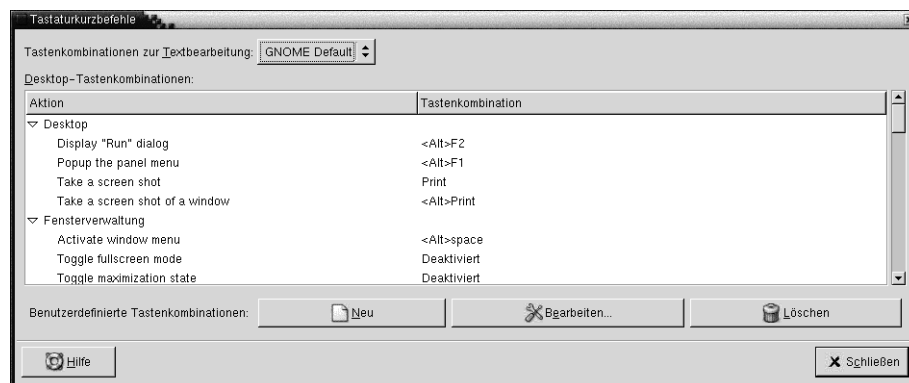 Tastaturkurzbefehle
Tastenkombinationen zur Textbearbeitung: GNOME Default
Desktop-Tastenkombinationen:
Aktion Tastenkombination
Desktop
Display "Run" dialog <Alt>F2
Popup the panel menu <Alt>F1
Take a screen shot Print
Take a screen shot of a window <Alt>Print
Fensterverwaltung
Activate window menu <Alt>space
Toggle fullscreen mode Deaktiviert
Toggle maximization state Deaktiviert
Benutzerdefinierte Tastenkombinationen: Neu Bearbeiten... Löschen
Hilfe Schließen